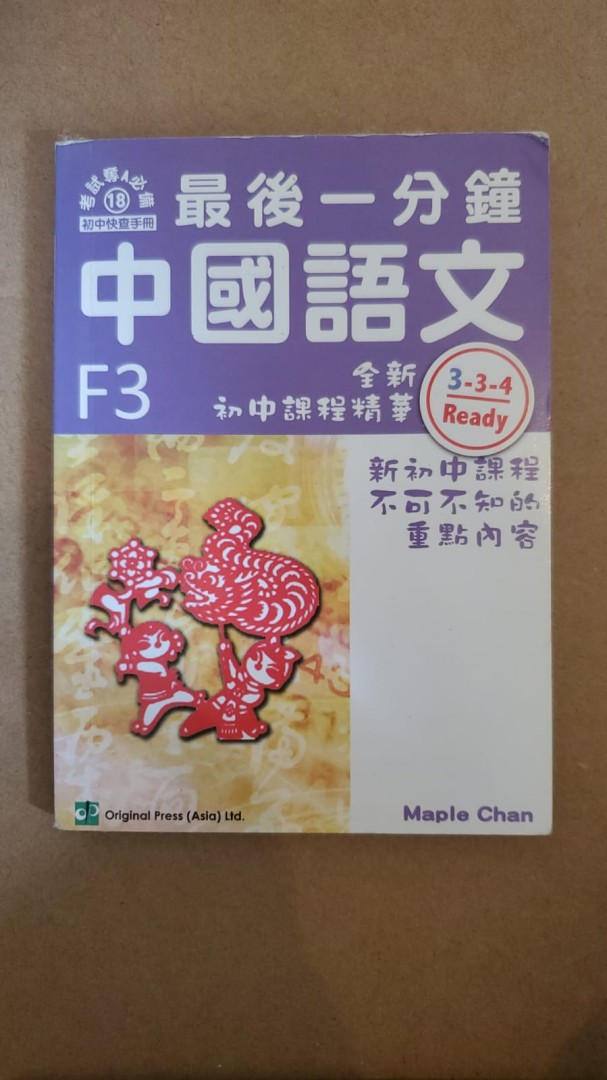 考試奪A必備
18
初中快查手冊
最後一分鐘
中國語文
F3
全新
初中課程精華
3-3-4
Ready
新初中課程
不可不知的
重點內容
Original Press (Asia) Ltd.
Maple Chan